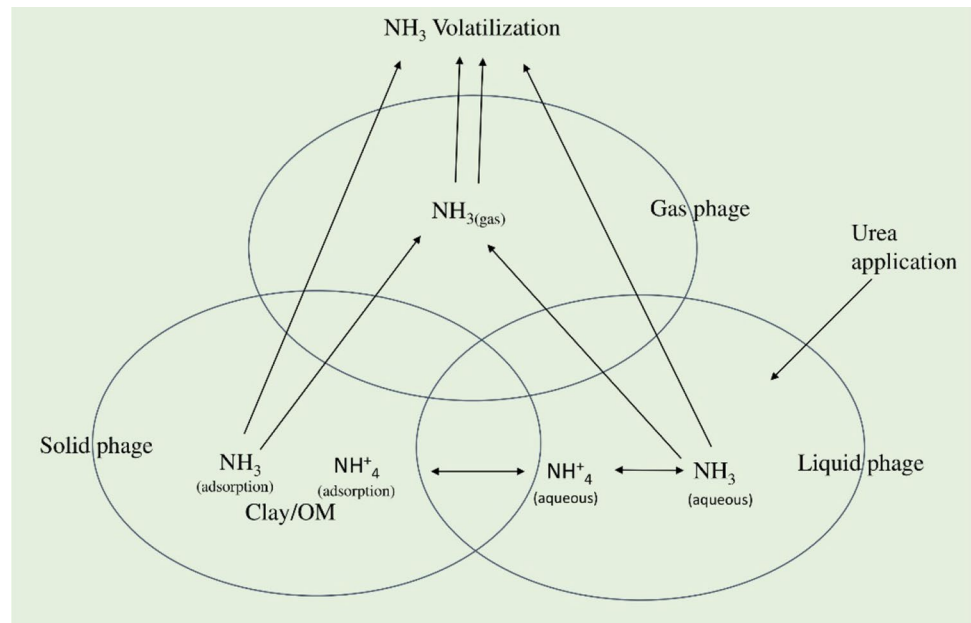 NH₃ Volatilization
NH₃(gas)
Gas phage
Urea
application
Solid phage
NH₃
(adsorption)
NH⁺₄
(adsorption)
Clay/OM
NH⁺₄
(aqueous)
NH₃
(aqueous)
Liquid phage